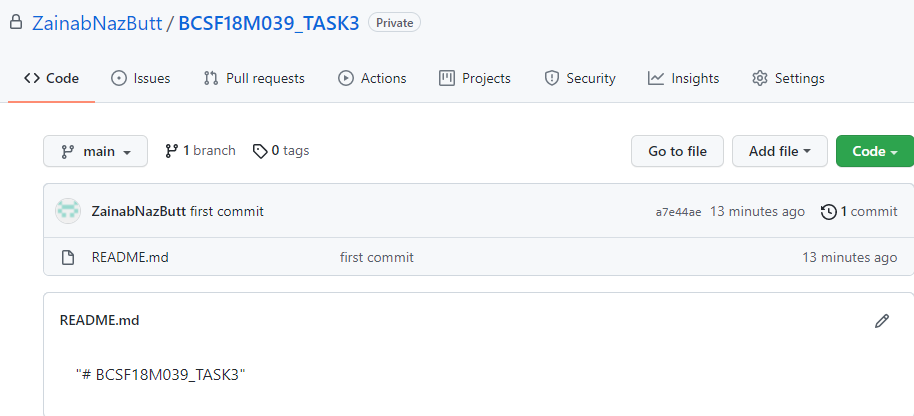 ZainabNazButt / BCSF18M039_TASK3 Private
Code Issues Pull requests Actions Projects Security Insights Settings
main 1 branch 0 tags Go to file Add file Code
ZainabNazButt first commit a7e44ae 13 minutes ago 1 commit
README.md first commit 13 minutes ago
README.md
"# BCSF18M039_TASK3"